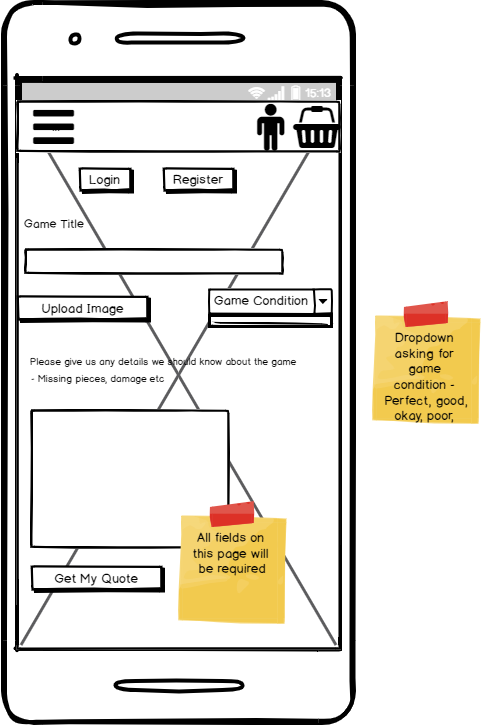 15:13
Login
Register
Game Title
Upload Image
Game Condition
Please give us any details we should know about the game
- Missing pieces, damage etc
Get My Quote
All fields on
this page will
be required
Dropdown
asking for
game
condition -
Perfect, good,
okay, poor,